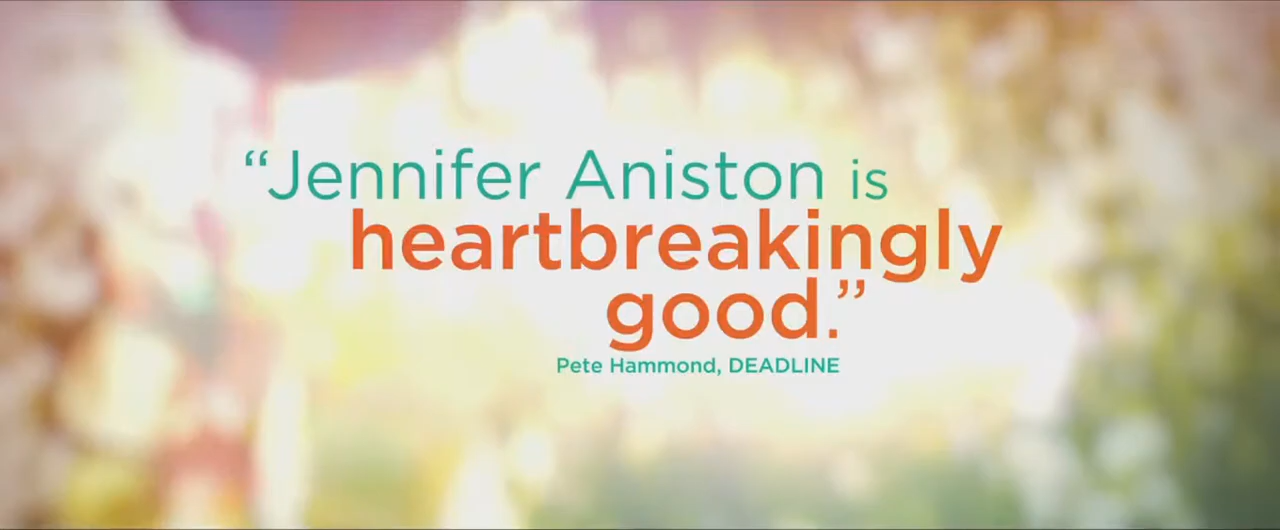 “Jennifer Aniston is
heartbreakingly
good.”
Pete Hammond, DEADLINE